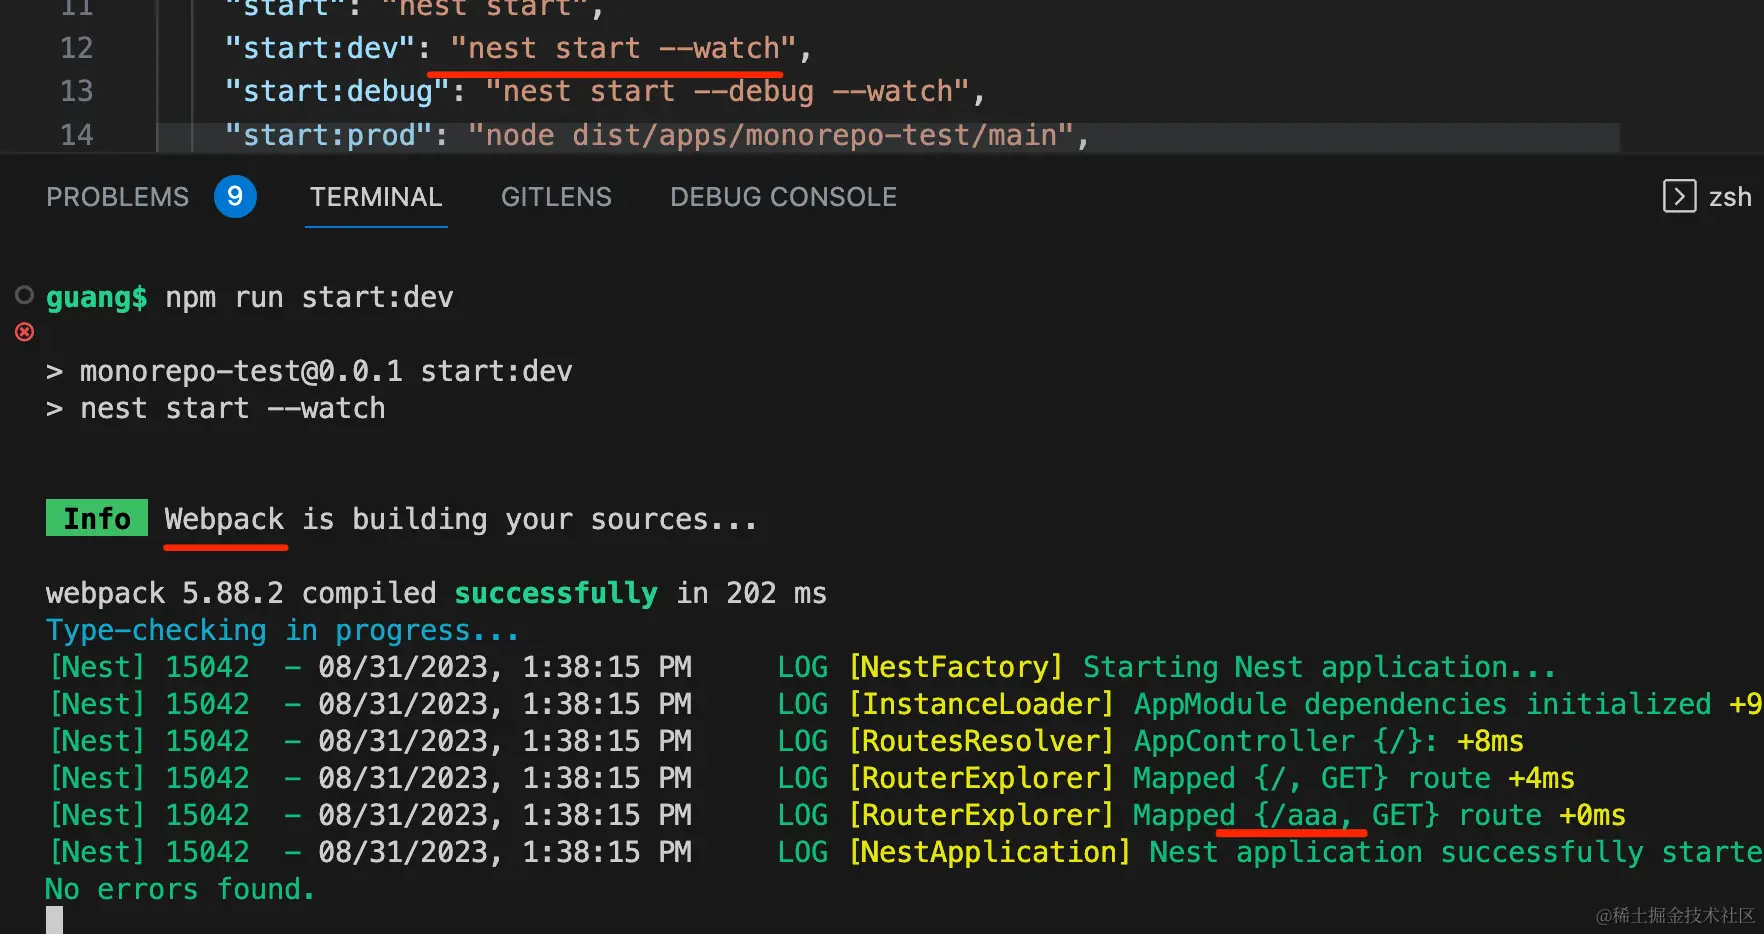 11 "start": "nest start",
12 "start:dev": "nest start --watch",
13 "start:debug": "nest start --debug --watch",
14 "start:prod": "node dist/apps/monorepo-test/main",
PROBLEMS 9 TERMINAL GITLENS DEBUG CONSOLE zsh
guang$ npm run start:dev
> monorepo-test@0.0.1 start:dev
> nest start --watch
Info Webpack is building your sources...
webpack 5.88.2 compiled successfully in 202 ms
Type-checking in progress...
[Nest] 15042  - 08/31/2023, 1:38:15 PM     LOG [NestFactory] Starting Nest application...
[Nest] 15042  - 08/31/2023, 1:38:15 PM     LOG [InstanceLoader] AppModule dependencies initialized +9
[Nest] 15042  - 08/31/2023, 1:38:15 PM     LOG [RoutesResolver] AppController {/}: +8ms
[Nest] 15042  - 08/31/2023, 1:38:15 PM     LOG [RouterExplorer] Mapped {/, GET} route +4ms
[Nest] 15042  - 08/31/2023, 1:38:15 PM     LOG [RouterExplorer] Mapped {/aaa, GET} route +0ms
[Nest] 15042  - 08/31/2023, 1:38:15 PM     LOG [NestApplication] Nest application successfully starte
No errors found.
@稀土掘金技术社区